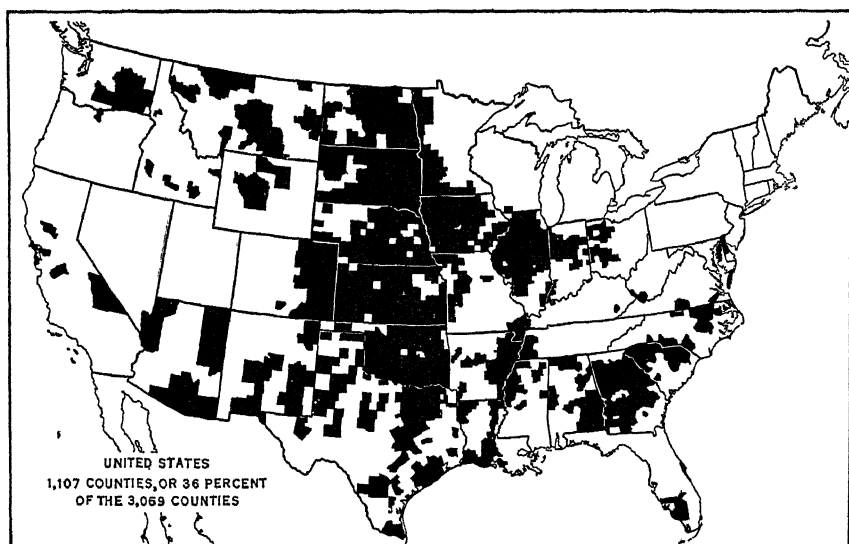 UNITED STATES
1,107 COUNTIES, OR 36 PERCENT
OF THE 3,069 COUNTIES